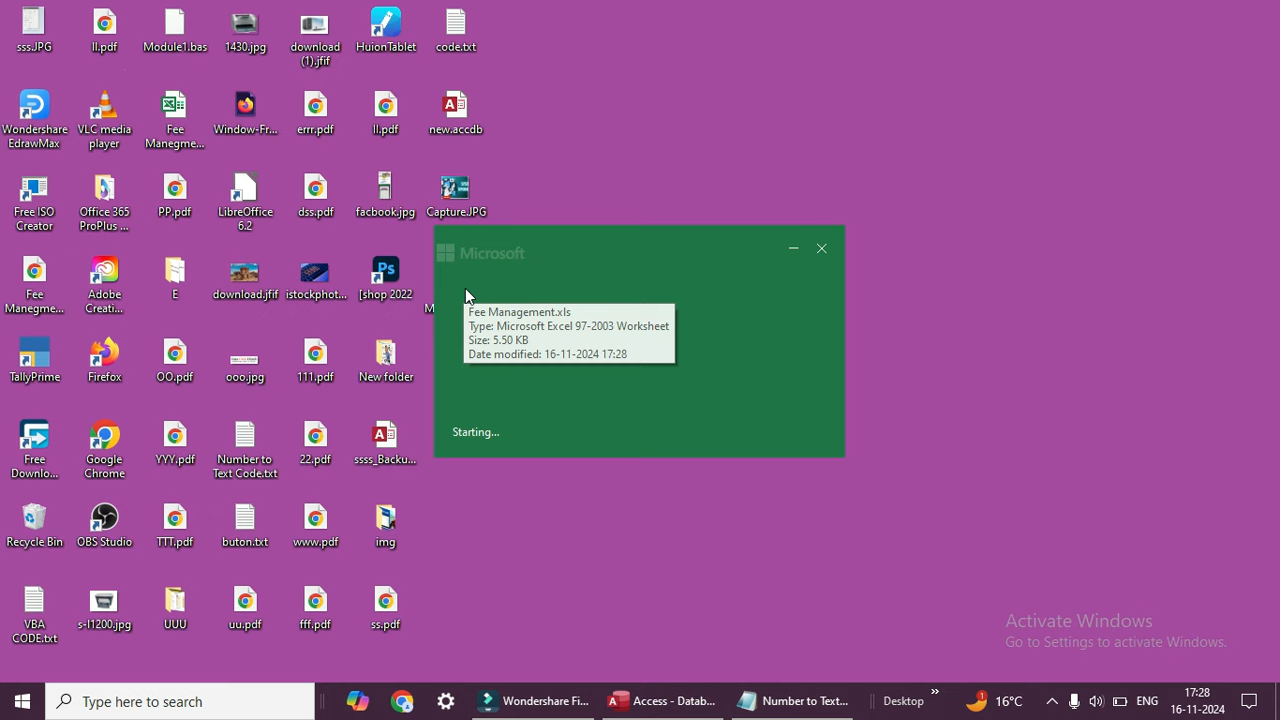 sss.JPG
ll.pdf
Module1.bas
1430.jpg
download
(1).jfif
HuionTablet
code.txt
Wondershare
EdrawMax
VLC media
player
Fee
Manegme...
Window-Fr...
errr.pdf
ll.pdf
new.accdb
Free ISO
Creator
Office 365
ProPlus ...
PP.pdf
LibreOffice
6.2
dss.pdf
facbook.jpg
Capture.JPG
Microsoft
Fee
Manegme...
Adobe
Creati...
E
download.jfif
istockphot...
[shop 2022
M
Fee Management.xls
Type: Microsoft Excel 97-2003 Worksheet
Size: 5.50 KB
Date modified: 16-11-2024 17:28
TallyPrime
Firefox
OO.pdf
ooo.jpg
111.pdf
New folder
Starting...
Free
Downlo...
Google
Chrome
YYY.pdf
Number to
Text Code.txt
22.pdf
ssss_Backu...
Recycle Bin
OBS Studio
TTT.pdf
buton.txt
www.pdf
img
VBA
CODE.txt
s-l1200.jpg
UUU
uu.pdf
fff.pdf
ss.pdf
Activate Windows
Go to Settings to activate Windows.
Type here to search
Wondershare Fi...
Access - Datab...
Number to Text...
Desktop
16°C
ENG
17:28
16-11-2024